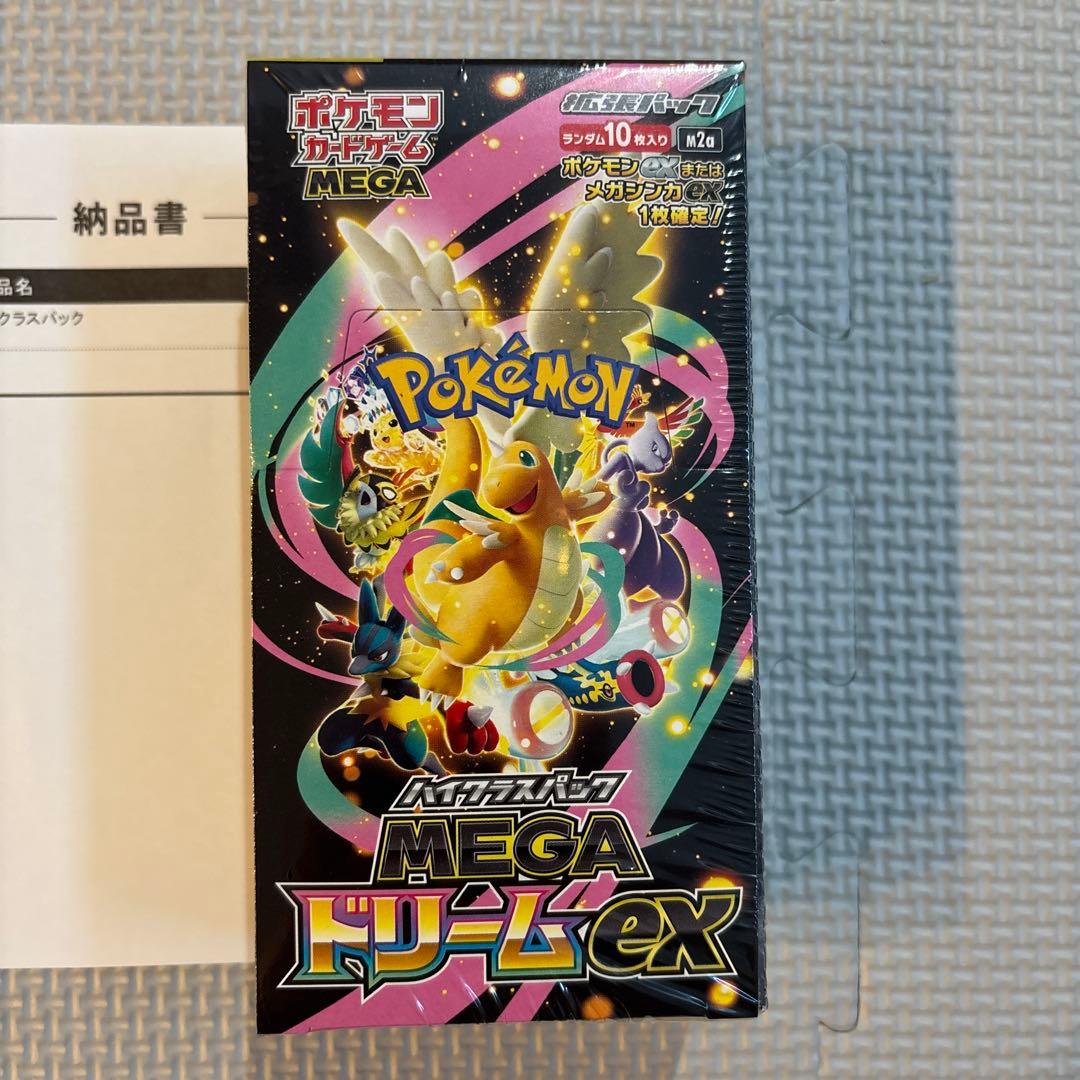 ポケモン
カードゲーム
MEGA
拡張パック
ランダム10枚入り M2a
ポケモンexまたは
メガシンカex
1枚確定!
納品書
品名
クラスパック
POKÉMON
ハイクラスパック
MEGA
ドリームex